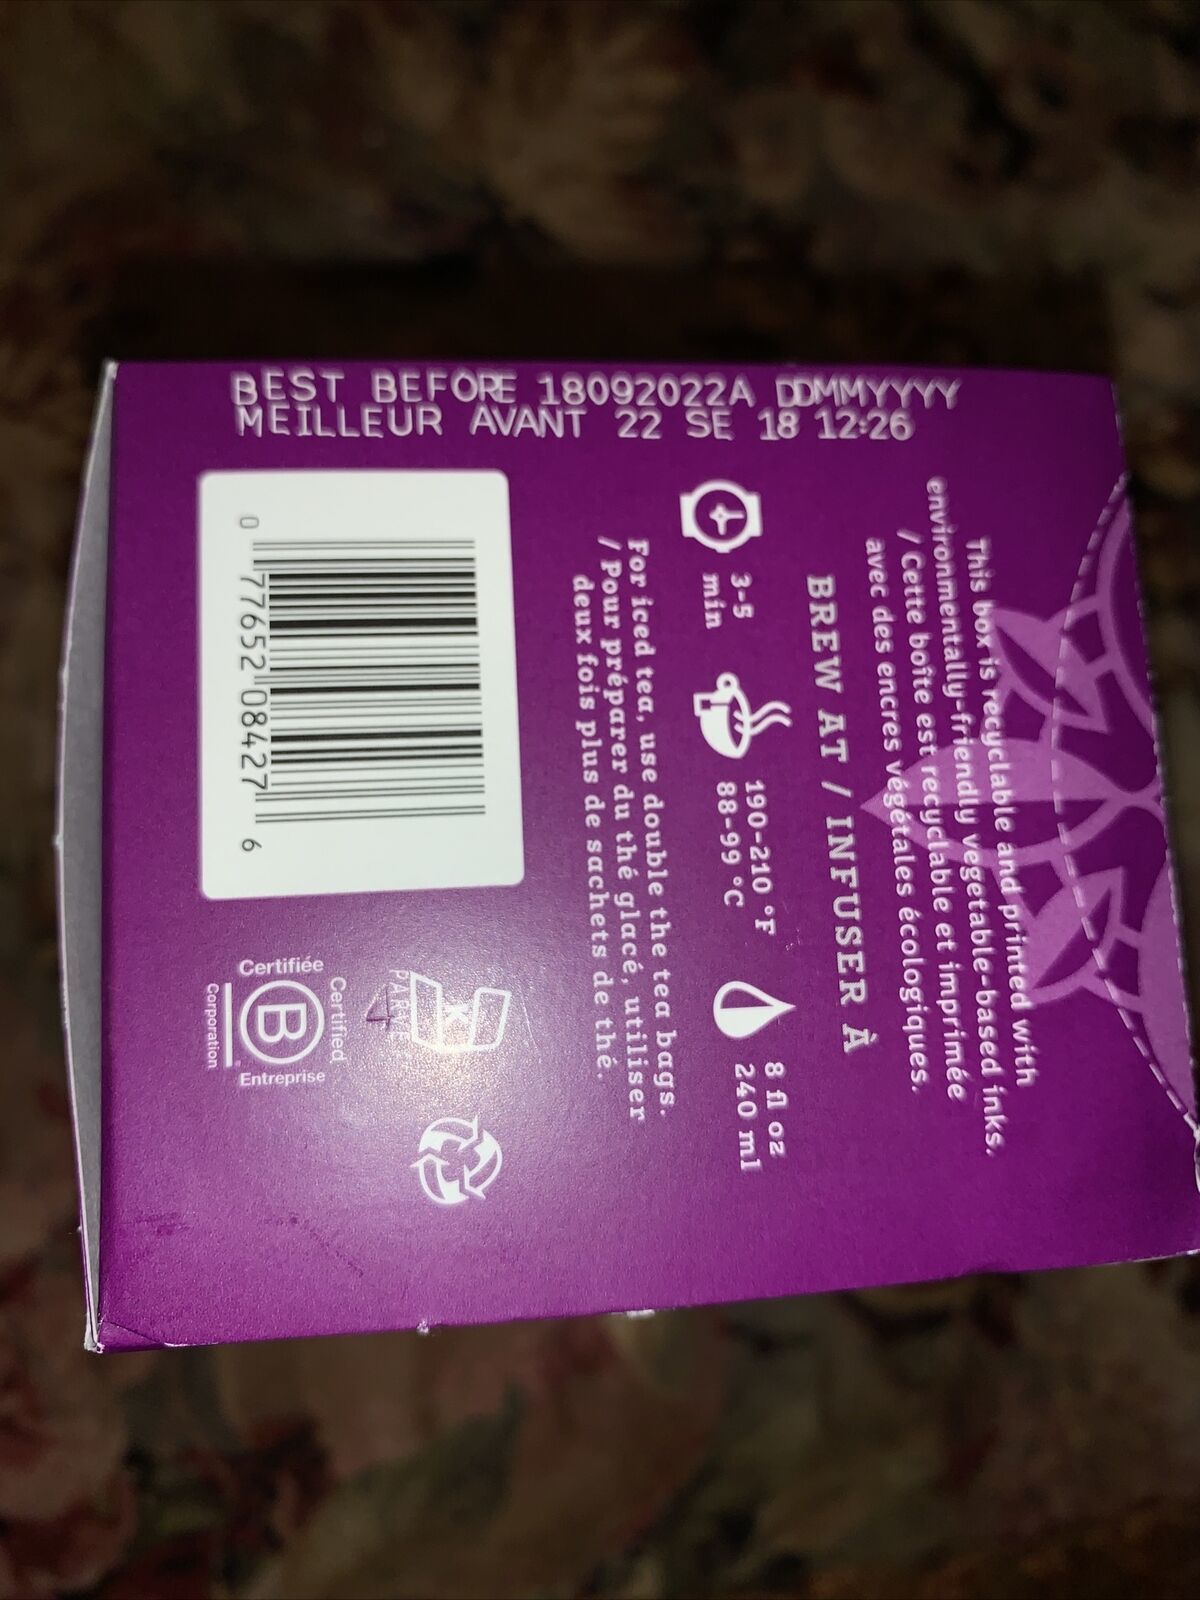 BEST BEFORE 18092022A DDMMYYYY
MEILLEUR AVANT 22 SE 18 12:26
This box is recyclable and printed with
environmentally-friendly vegetable-based inks.
/ Cette boîte est recyclable et imprimée
avec des encres végétales écologiques.
BREW AT / INFUSER À
3-5
min
190-210 °F
88-99 °C
8 fl oz
240 ml
For iced tea, use double the tea bags.
/ Pour préparer du thé glacé, utiliser
deux fois plus de sachets de thé.
0 77652 08427 6
K
PAREVE
Certified
Certifiée
B
Corporation
Entreprise